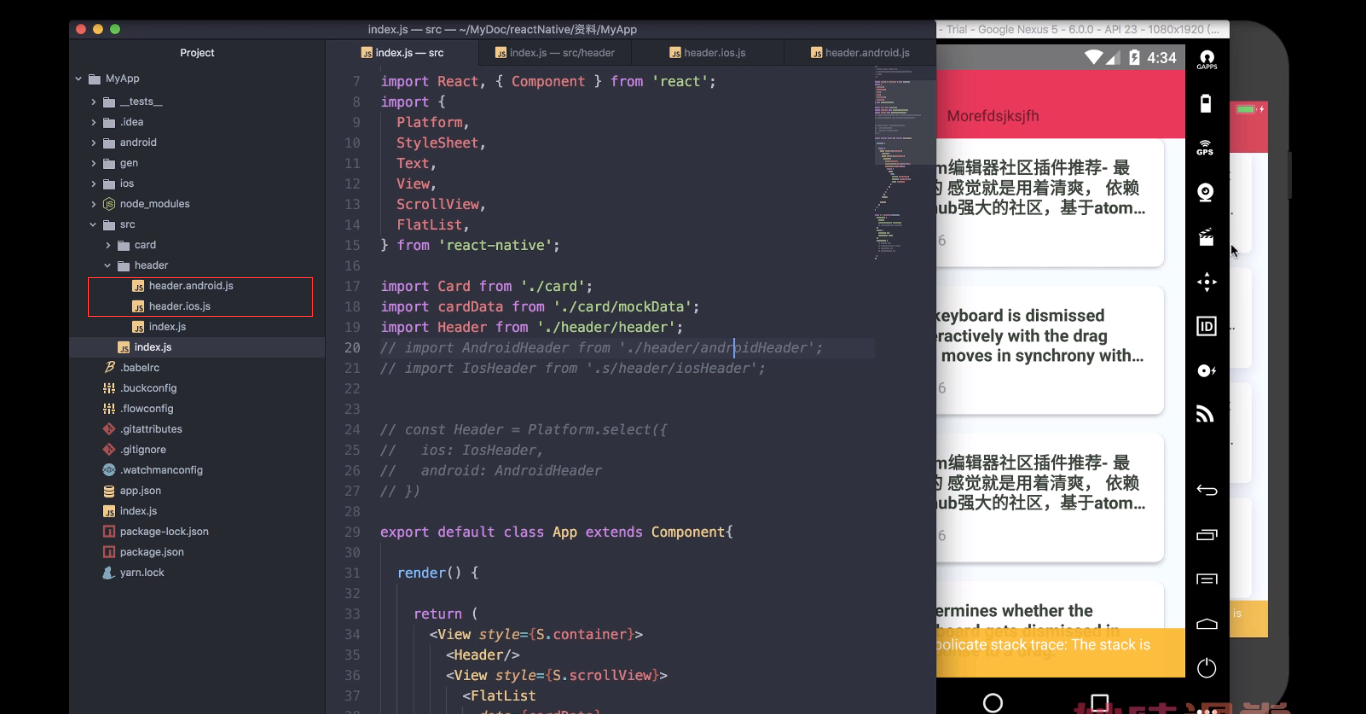 index.js — src — ~/MyDoc/reactNative/资料/MyApp
Project
MyApp
__tests__
.idea
android
gen
ios
node_modules
src
card
header
header.android.js
header.ios.js
index.js
index.js
.babelrc
.buckconfig
.flowconfig
.gitattributes
.gitignore
.watchmanconfig
app.json
index.js
package-lock.json
package.json
yarn.lock
index.js — src
index.js — src/header
header.ios.js
header.android.js
7 import React, { Component } from 'react';
8 import {
9 Platform,
10 StyleSheet,
11 Text,
12 View,
13 ScrollView,
14 FlatList,
15 } from 'react-native';
16
17 import Card from './card';
18 import cardData from './card/mockData';
19 import Header from './header/header';
20 // import AndroidHeader from './header/androidHeader';
21 // import IosHeader from '.s/header/iosHeader';
22
23
24 // const Header = Platform.select({
25 // ios: IosHeader,
26 // android: AndroidHeader
27 // })
28
29 export default class App extends Component{
30
31 render() {
32
33 return (
34 <View style={S.container}>
35 <Header/>
36 <View style={S.scrollView}>
37 <FlatList
- Trial - Google Nexus 5 - 6.0.0 - API 23 - 1080x1920 (...
4:34
Morefdsjksjfh
m编辑器社区插件推荐- 最
的 感觉就是用着清爽， 依赖
ub强大的社区，基于atom...
6
keyboard is dismissed
eractively with the drag
moves in synchrony with...
6
m编辑器社区插件推荐- 最
的 感觉就是用着清爽， 依赖
ub强大的社区，基于atom...
6
ermines whether the
board gets dismissed in
bolicate stack trace: The stack is
GAPPS
GPS
ID
is